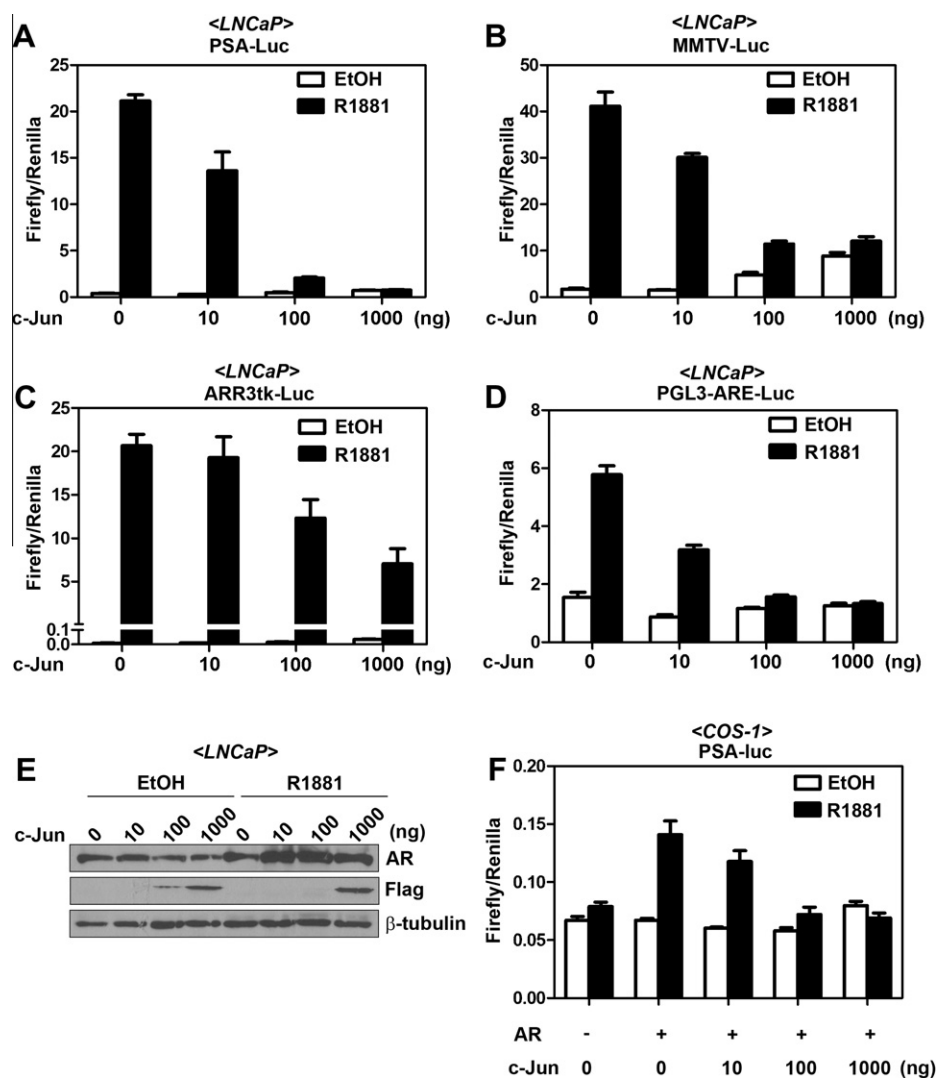 A
<LNCaP>
PSA-Luc
EtOH
R1881
Firefly/Renilla
25
20
15
10
5
0
c-Jun 0 10 100 1000 (ng)
B
<LNCaP>
MMTV-Luc
EtOH
R1881
Firefly/Renilla
50
40
30
20
10
0
0 10 100 1000 (ng)
C
<LNCaP>
ARR3tk-Luc
EtOH
R1881
Firefly/Renilla
25
20
15
10
5
0.1
0.0
c-Jun 0 10 100 1000 (ng)
D
<LNCaP>
PGL3-ARE-Luc
EtOH
R1881
Firefly/Renilla
8
6
4
2
0
0 10 100 1000 (ng)
E
<LNCaP>
EtOH R1881
c-Jun 0 10 100 1000 0 10 100 1000 (ng)
AR
Flag
β-tubulin
F
<COS-1>
PSA-luc
EtOH
R1881
Firefly/Renilla
0.20
0.15
0.10
0.05
0.00
AR - + + + +
c-Jun 0 0 10 100 1000 (ng)